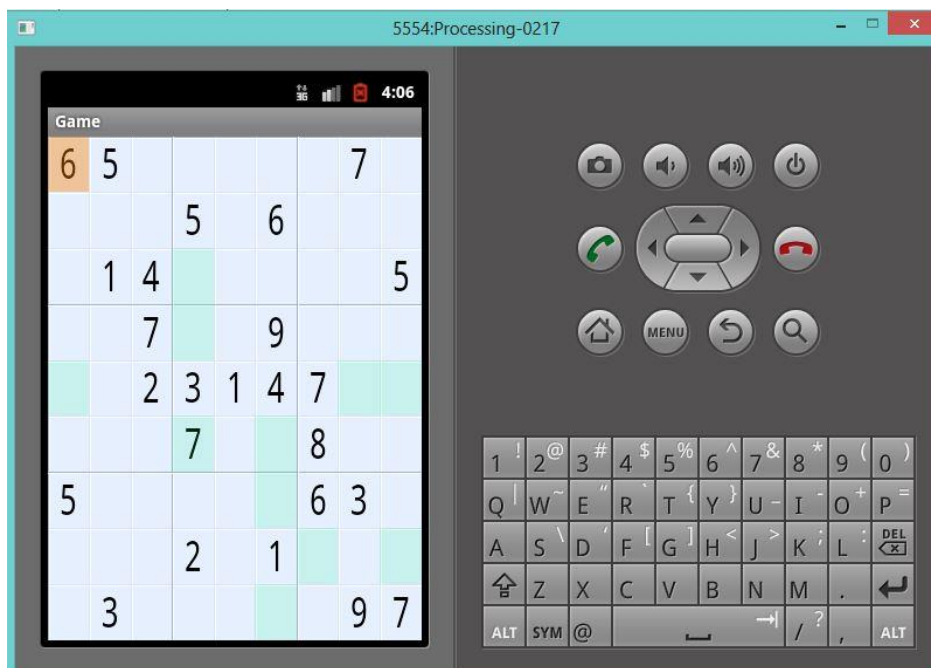 5554:Processing-0217
3G 4:06
Game
6 5 7
5 6
1 4 5
7 9
2 3 1 4 7
7 8
5 6 3
2 1
3 9 7
MENU
1 ! 2 @ 3 # 4 $ 5 % 6 ^ 7 & 8 * 9 ( 0 )
Q | W ~ E " R ` T { Y } U _ I - O + P =
A S \ D ' F [ G ] H < J > K ; L : DEL
Z X C V B N M .
ALT SYM @ / ? , ALT